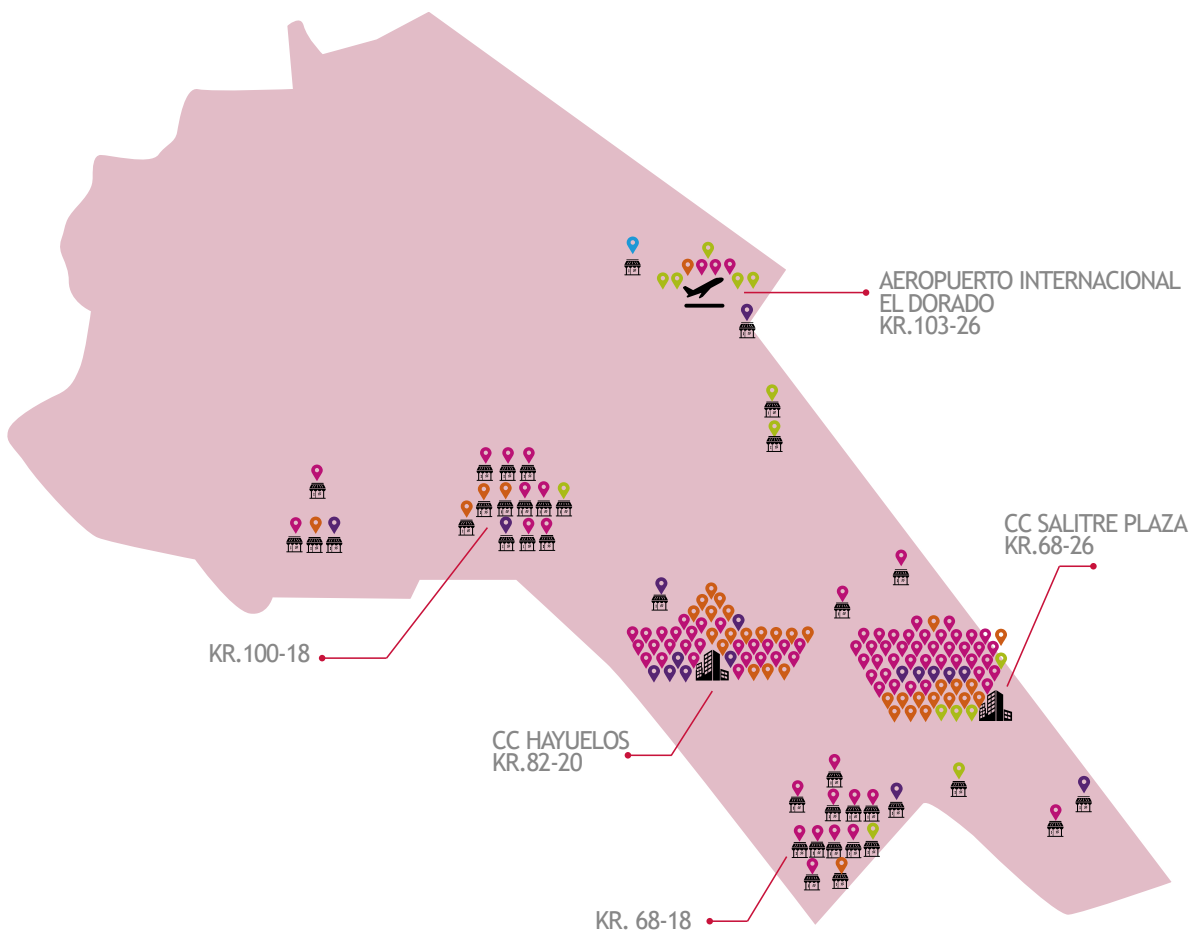 AEROPUERTO INTERNACIONAL
EL DORADO
KR.103-26
CC SALITRE PLAZA
KR.68-26
KR.100-18
CC HAYUELOS
KR.82-20
KR. 68-18